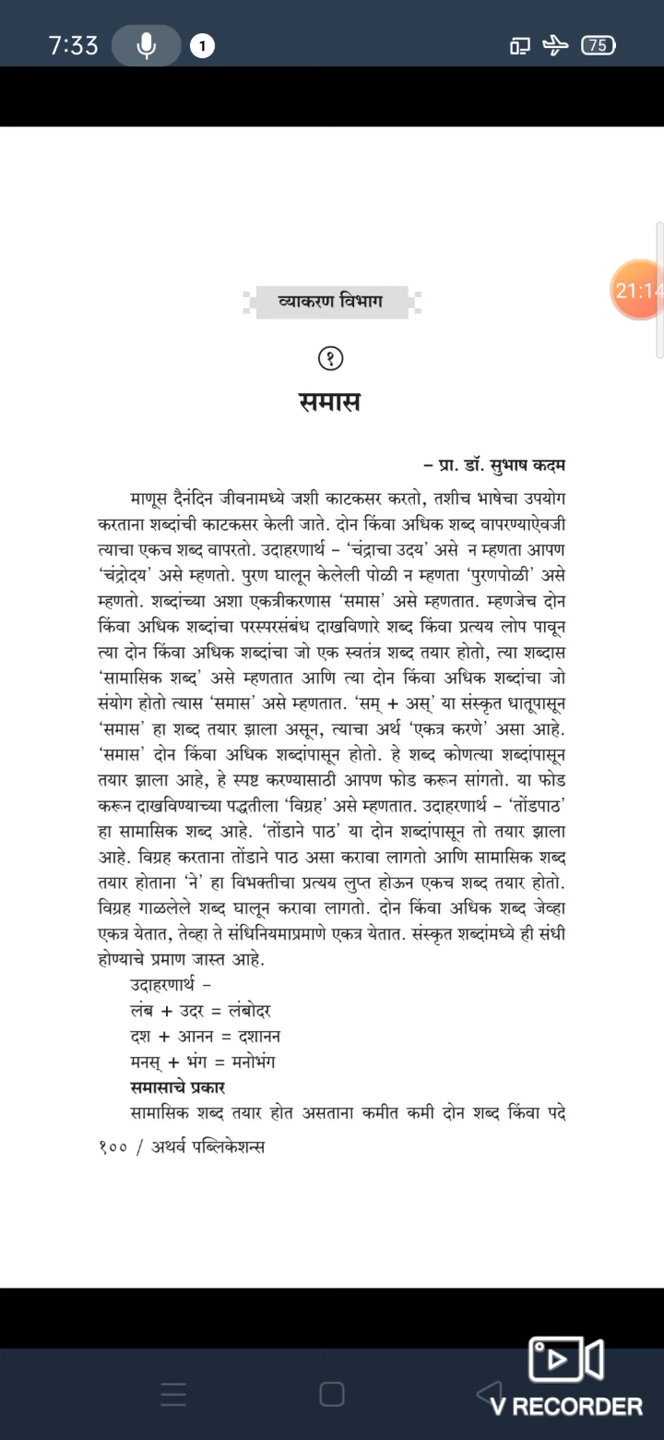 7:33
1
75
21:14
व्याकरण विभाग
१
समास
– प्रा. डॉ. सुभाष कदम
माणूस दैनंदिन जीवनामध्ये जशी काटकसर करतो, तशीच भाषेचा उपयोग
करताना शब्दांची काटकसर केली जाते. दोन किंवा अधिक शब्द वापरण्याऐवजी
त्याचा एकच शब्द वापरतो. उदाहरणार्थ – ‘चंद्राचा उदय’ असे न म्हणता आपण
‘चंद्रोदय’ असे म्हणतो. पुरण घालून केलेली पोळी न म्हणता ‘पुरणपोळी’ असे
म्हणतो. शब्दांच्या अशा एकत्रीकरणास ‘समास’ असे म्हणतात. म्हणजेच दोन
किंवा अधिक शब्दांचा परस्परसंबंध दाखविणारे शब्द किंवा प्रत्यय लोप पावून
त्या दोन किंवा अधिक शब्दांचा जो एक स्वतंत्र शब्द तयार होतो, त्या शब्दास
‘सामासिक शब्द’ असे म्हणतात आणि त्या दोन किंवा अधिक शब्दांचा जो
संयोग होतो त्यास ‘समास’ असे म्हणतात. ‘सम् + अस्’ या संस्कृत धातूपासून
‘समास’ हा शब्द तयार झाला असून, त्याचा अर्थ ‘एकत्र करणे’ असा आहे.
‘समास’ दोन किंवा अधिक शब्दांपासून होतो. हे शब्द कोणत्या शब्दांपासून
तयार झाला आहे, हे स्पष्ट करण्यासाठी आपण फोड करून सांगतो. या फोड
करून दाखविण्याच्या पद्धतीला ‘विग्रह’ असे म्हणतात. उदाहरणार्थ – ‘तोंडपाठ’
हा सामासिक शब्द आहे. ‘तोंडाने पाठ’ या दोन शब्दांपासून तो तयार झाला
आहे. विग्रह करताना तोंडाने पाठ असा करावा लागतो आणि सामासिक शब्द
तयार होताना ‘ने’ हा विभक्तीचा प्रत्यय लुप्त होऊन एकच शब्द तयार होतो.
विग्रह गाळलेले शब्द घालून करावा लागतो. दोन किंवा अधिक शब्द जेव्हा
एकत्र येतात, तेव्हा ते संधिनियमाप्रमाणे एकत्र येतात. संस्कृत शब्दांमध्ये ही संधी
होण्याचे प्रमाण जास्त आहे.
उदाहरणार्थ –
लंब + उदर = लंबोदर
दश + आनन = दशानन
मनस् + भंग = मनोभंग
समासाचे प्रकार
सामासिक शब्द तयार होत असताना कमीत कमी दोन शब्द किंवा पदे
१०० / अथर्व पब्लिकेशन्स
V RECORDER